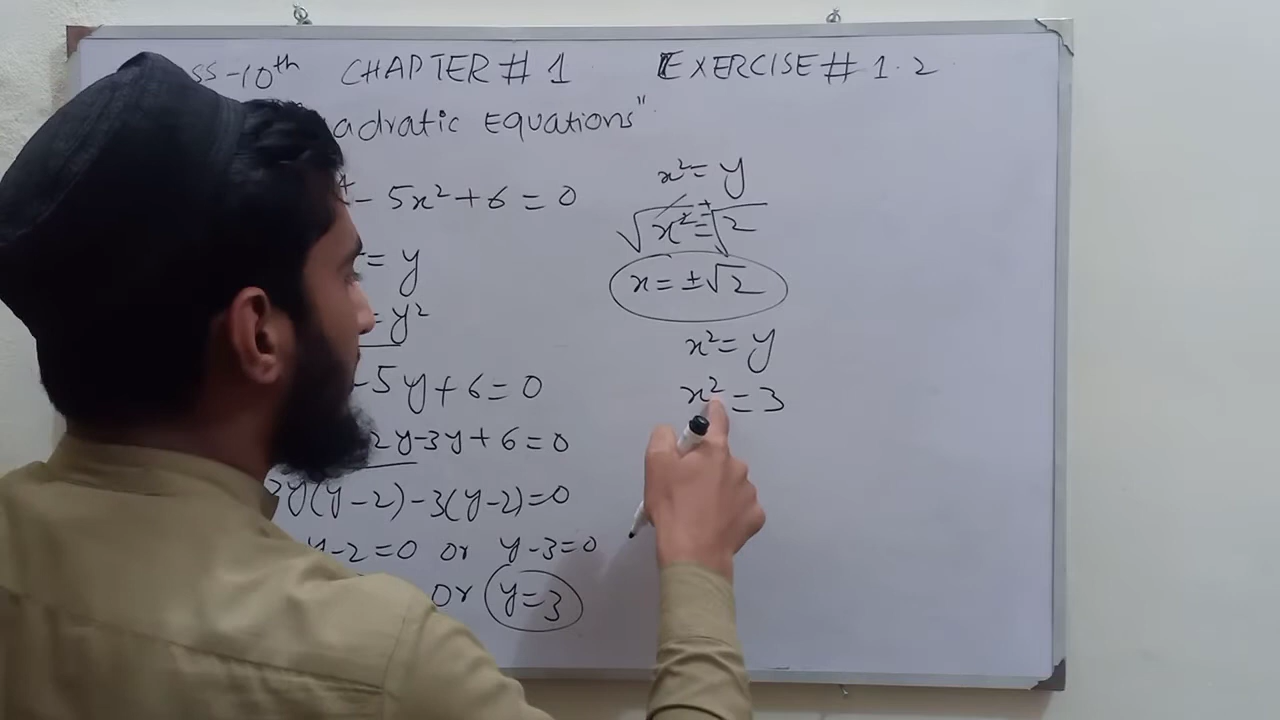 ss-10th CHAPTER # 1 EXERCISE # 1.2
adratic Equations"
- 5x² + 6 = 0
= y
= y²
-5y + 6 = 0
2y-3y + 6 = 0
y(y-2)-3(y-2)=0
y-2=0 or y-3=0
or y=3
x² = y
√x² = ±√2
x = ±√2
x² = y
x² = 3